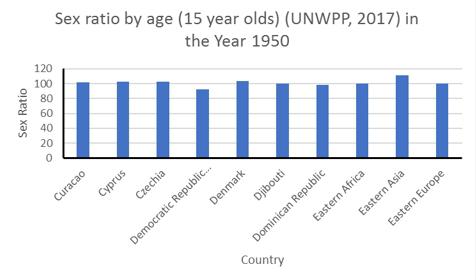 Sex ratio by age (15 year olds) (UNWPP, 2017) in
the Year 1950
120
100
80
60
40
20
0
Sex Ratio
Curacao
Cyprus
Czechia
Democratic Republic...
Denmark
Djibouti
Dominican Republic
Eastern Africa
Eastern Asia
Eastern Europe
Country